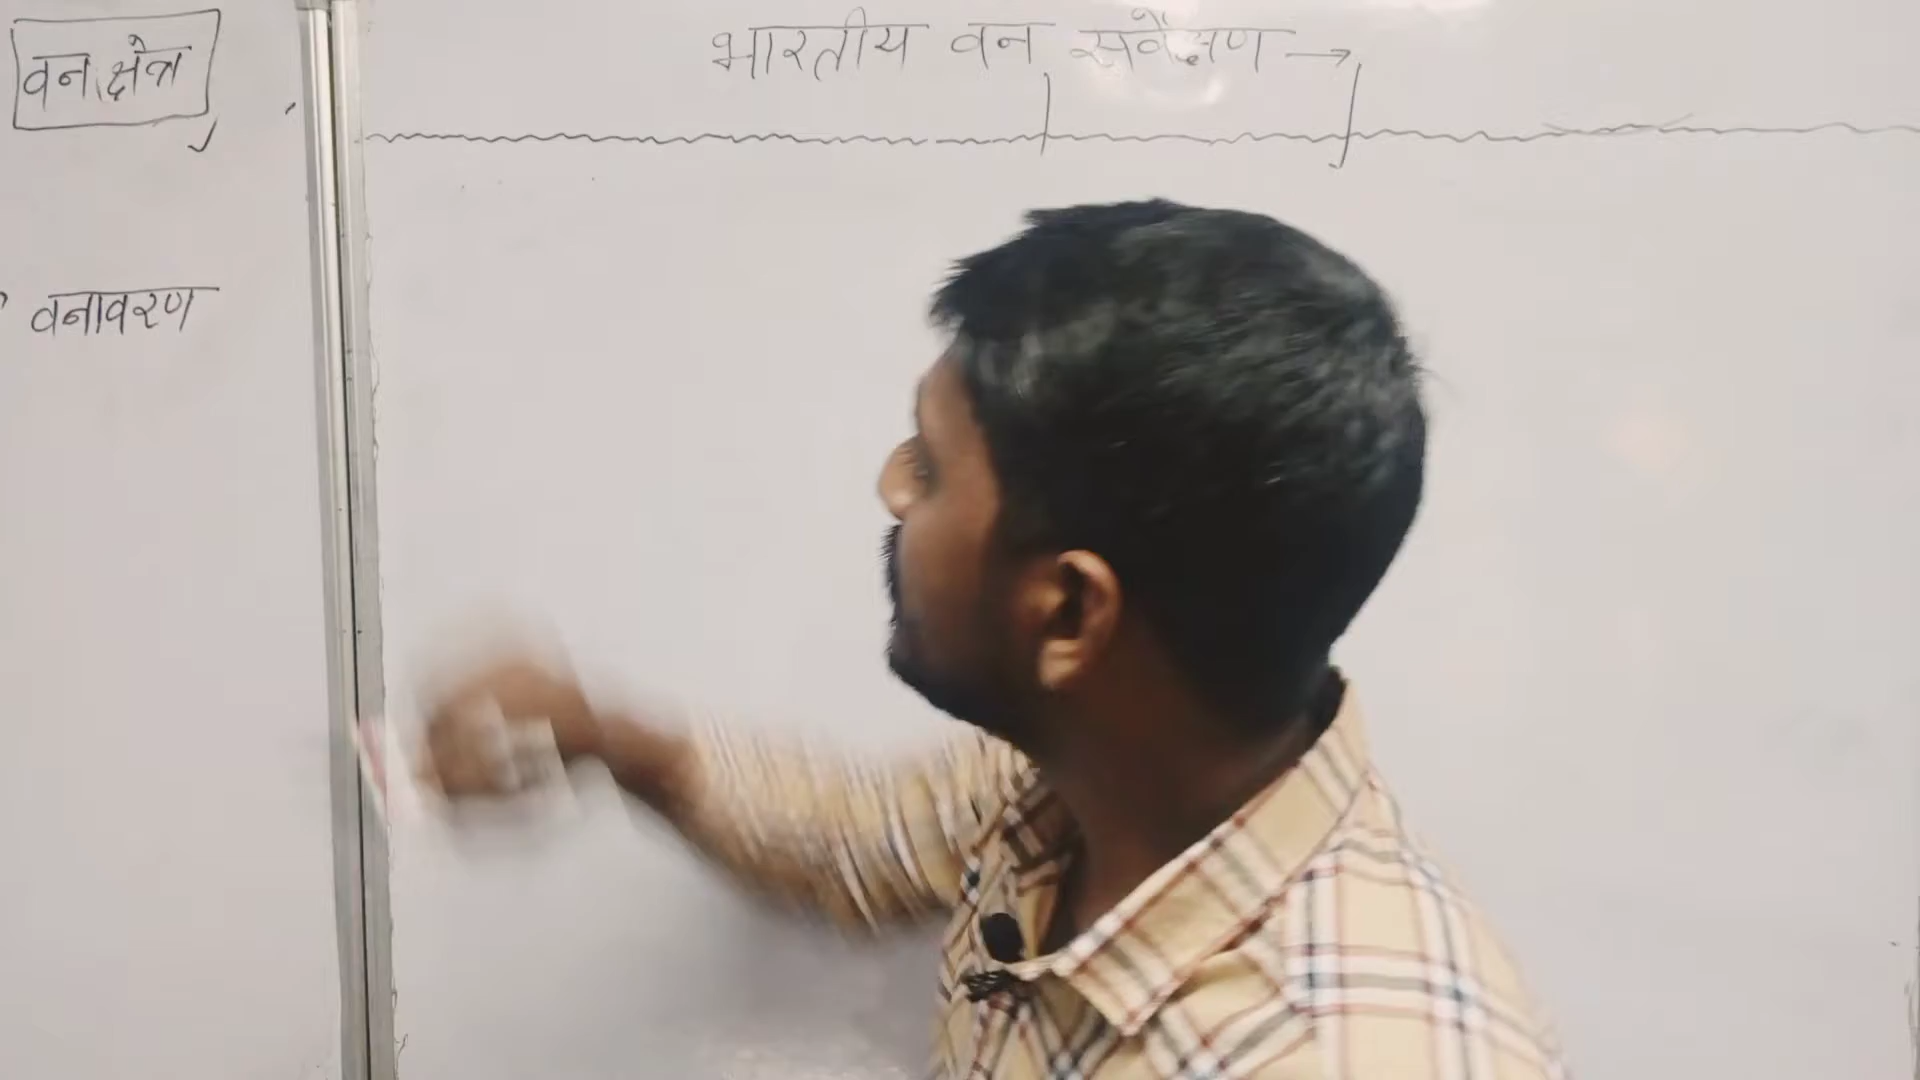 वन क्षेत्र
भारतीय वन सर्वेक्षण →
वनावरण